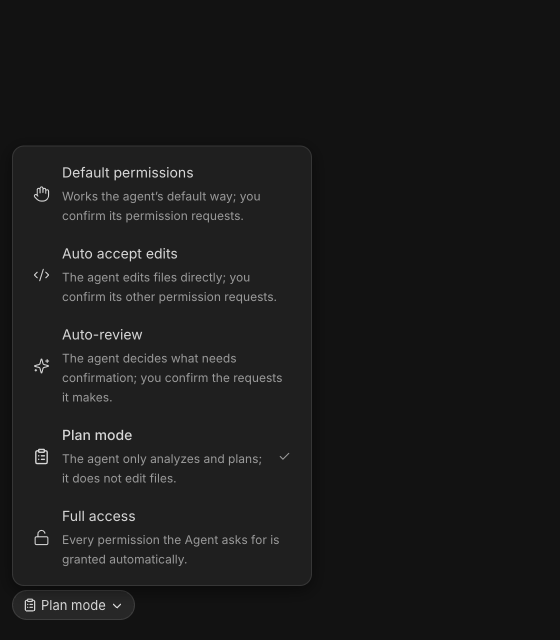 Default permissions
Works the agent's default way; you
confirm its permission requests.
Auto accept edits
The agent edits files directly; you
confirm its other permission requests.
Auto-review
The agent decides what needs
confirmation; you confirm the requests
it makes.
Plan mode
The agent only analyzes and plans;
it does not edit files.
Full access
Every permission the Agent asks for is
granted automatically.
Plan mode